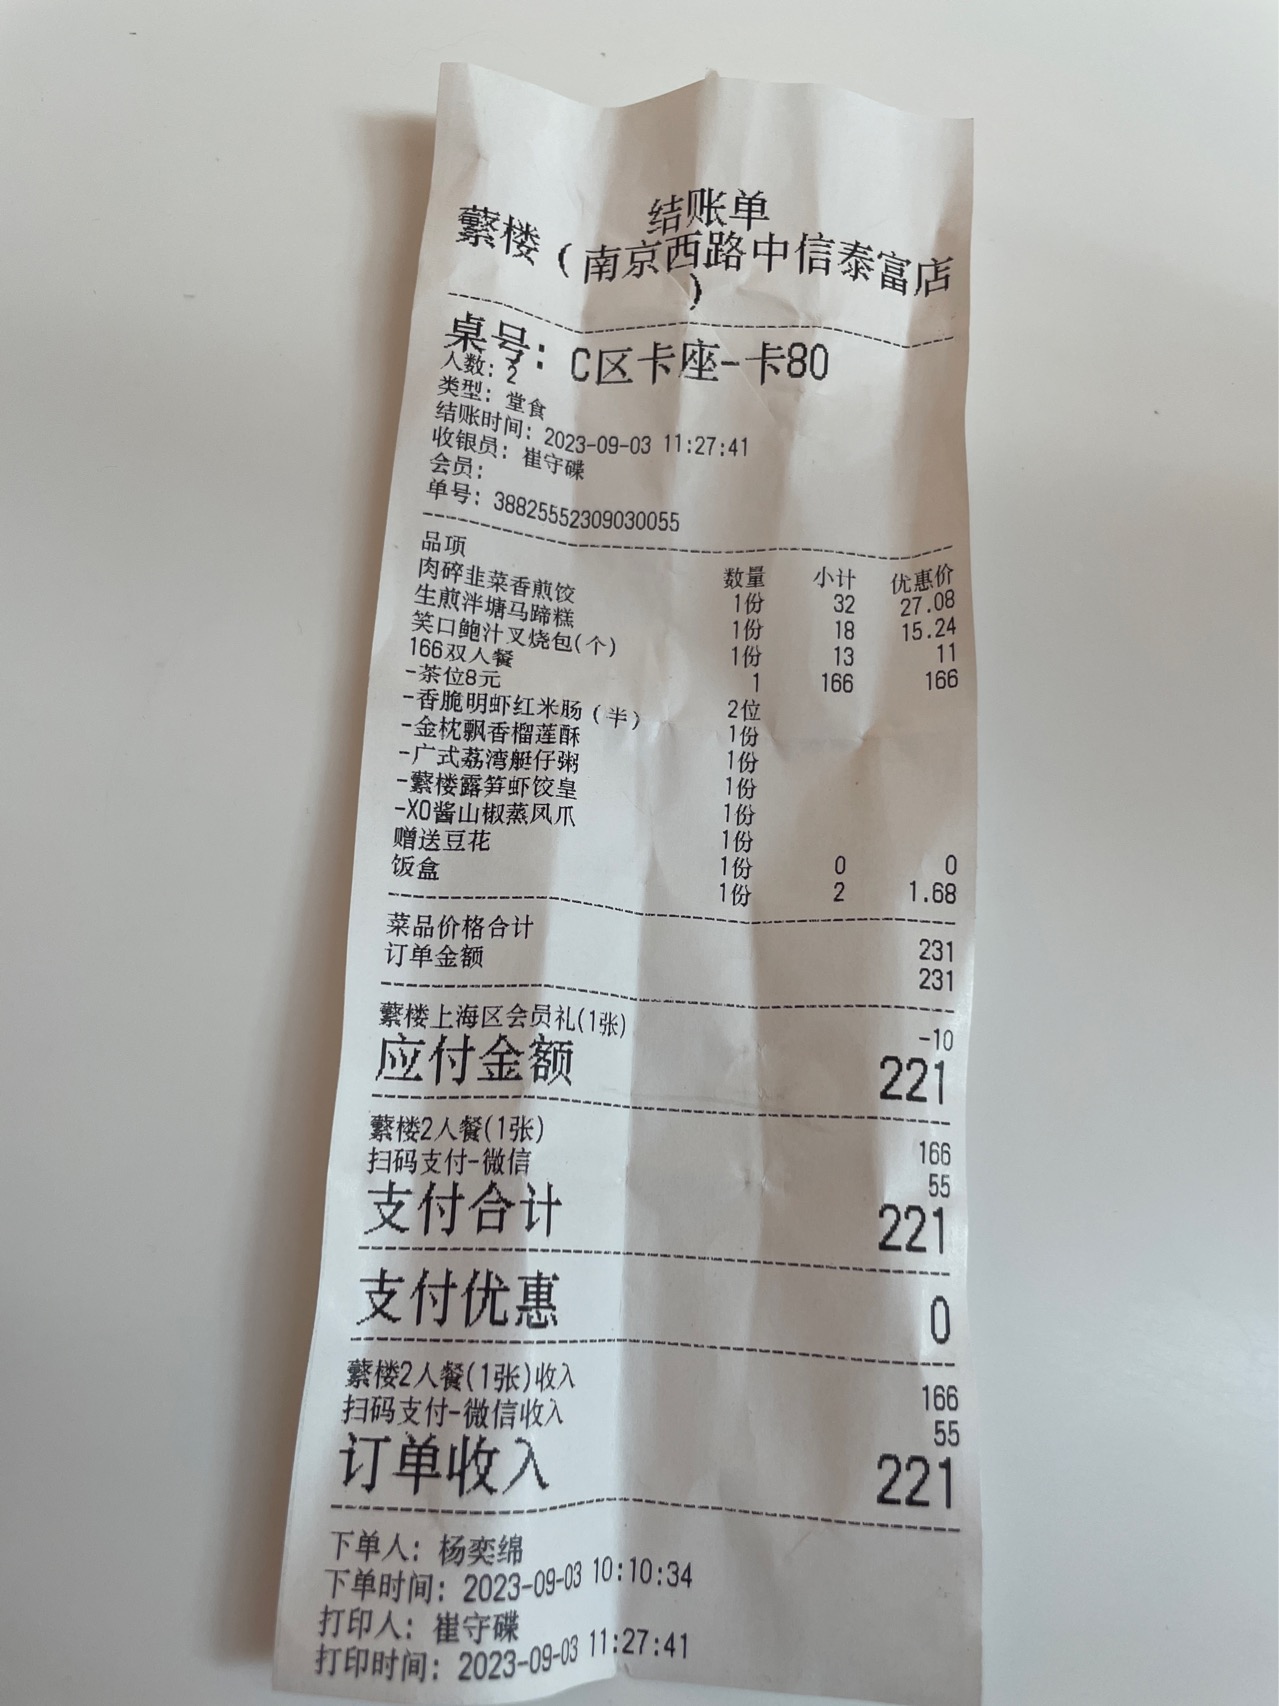 结账单
蘩楼（南京西路中信泰富店
）
桌号：C区卡座-卡80
人数：2
类型：堂食
结账时间：2023-09-03 11:27:41
收银员：崔守碟
会员：
单号：38825552309030055
品项 数量 小计 优惠价
肉碎韭菜香煎饺 1份 32 27.08
生煎泮塘马蹄糕 1份 18 15.24
笑口鲍汁叉烧包(个) 1份 13 11
166双人餐 1 166 166
-茶位8元 2位
-香脆明虾红米肠（半） 1份
-金枕飘香榴莲酥 1份
-广式荔湾艇仔粥 1份
-蘩楼露笋虾饺皇 1份
-XO酱山椒蒸凤爪 1份
赠送豆花 1份 0 0
饭盒 1份 2 1.68
菜品价格合计 231
订单金额 231
蘩楼上海区会员礼(1张) -10
应付金额 221
蘩楼2人餐(1张) 166
扫码支付-微信 55
支付合计 221
支付优惠 0
蘩楼2人餐(1张)收入 166
扫码支付-微信收入 55
订单收入 221
下单人：杨奕绵
下单时间：2023-09-03 10:10:34
打印人：崔守碟
打印时间：2023-09-03 11:27:41